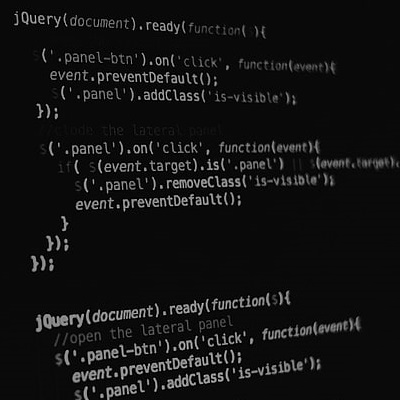 jQuery(document).ready(function( ){
$('.panel-btn').on('click', function(event){
event.preventDefault();
$('.panel').addClass('is-visible');
});
//clude the lateral panel
$('.panel').on('click', function(event){
if( $(event.target).is('.panel') || $(event.target).
$('.panel').removeClass('is-visible');
event.preventDefault();
}
});
});
jQuery(document).ready(function($){
//open the lateral panel
$('.panel-btn').on('click', function(event){
event.preventDefault();
$('.panel').addClass('is-visible');